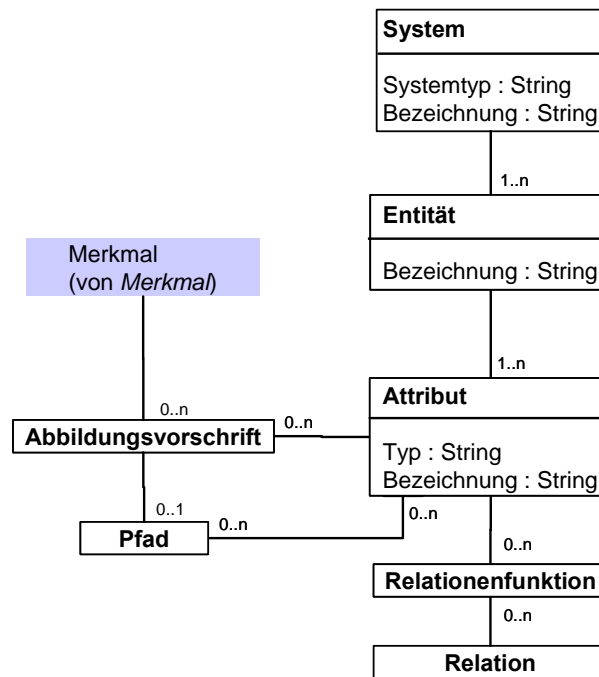 System
Systemtyp : String
Bezeichnung : String
1..n
Entität
Bezeichnung : String
Merkmal
(von Merkmal)
1..n
Attribut
Typ : String
Bezeichnung : String
0..n
0..n
Abbildungsvorschrift
0..1
0..n
0..n
Pfad
0..n
Relationenfunktion
0..n
Relation